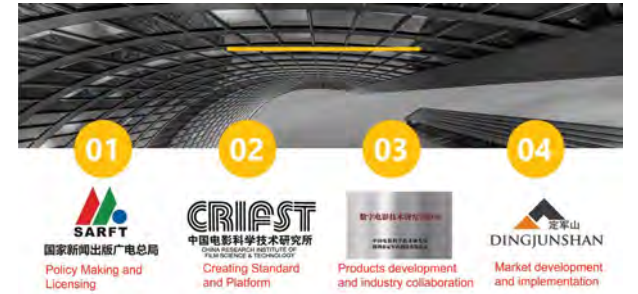 01
02
03
04
SARFT
国家新闻出版广电总局
Policy Making and
Licensing
CRIFST
中国电影科学技术研究所
CHINA RESEARCH INSTITUTE OF
FILM SCIENCE & TECHNOLOGY
Creating Standard
and Platform
Products development
and industry collaboration
定军山
DINGJUNSHAN
Market development
and implementation